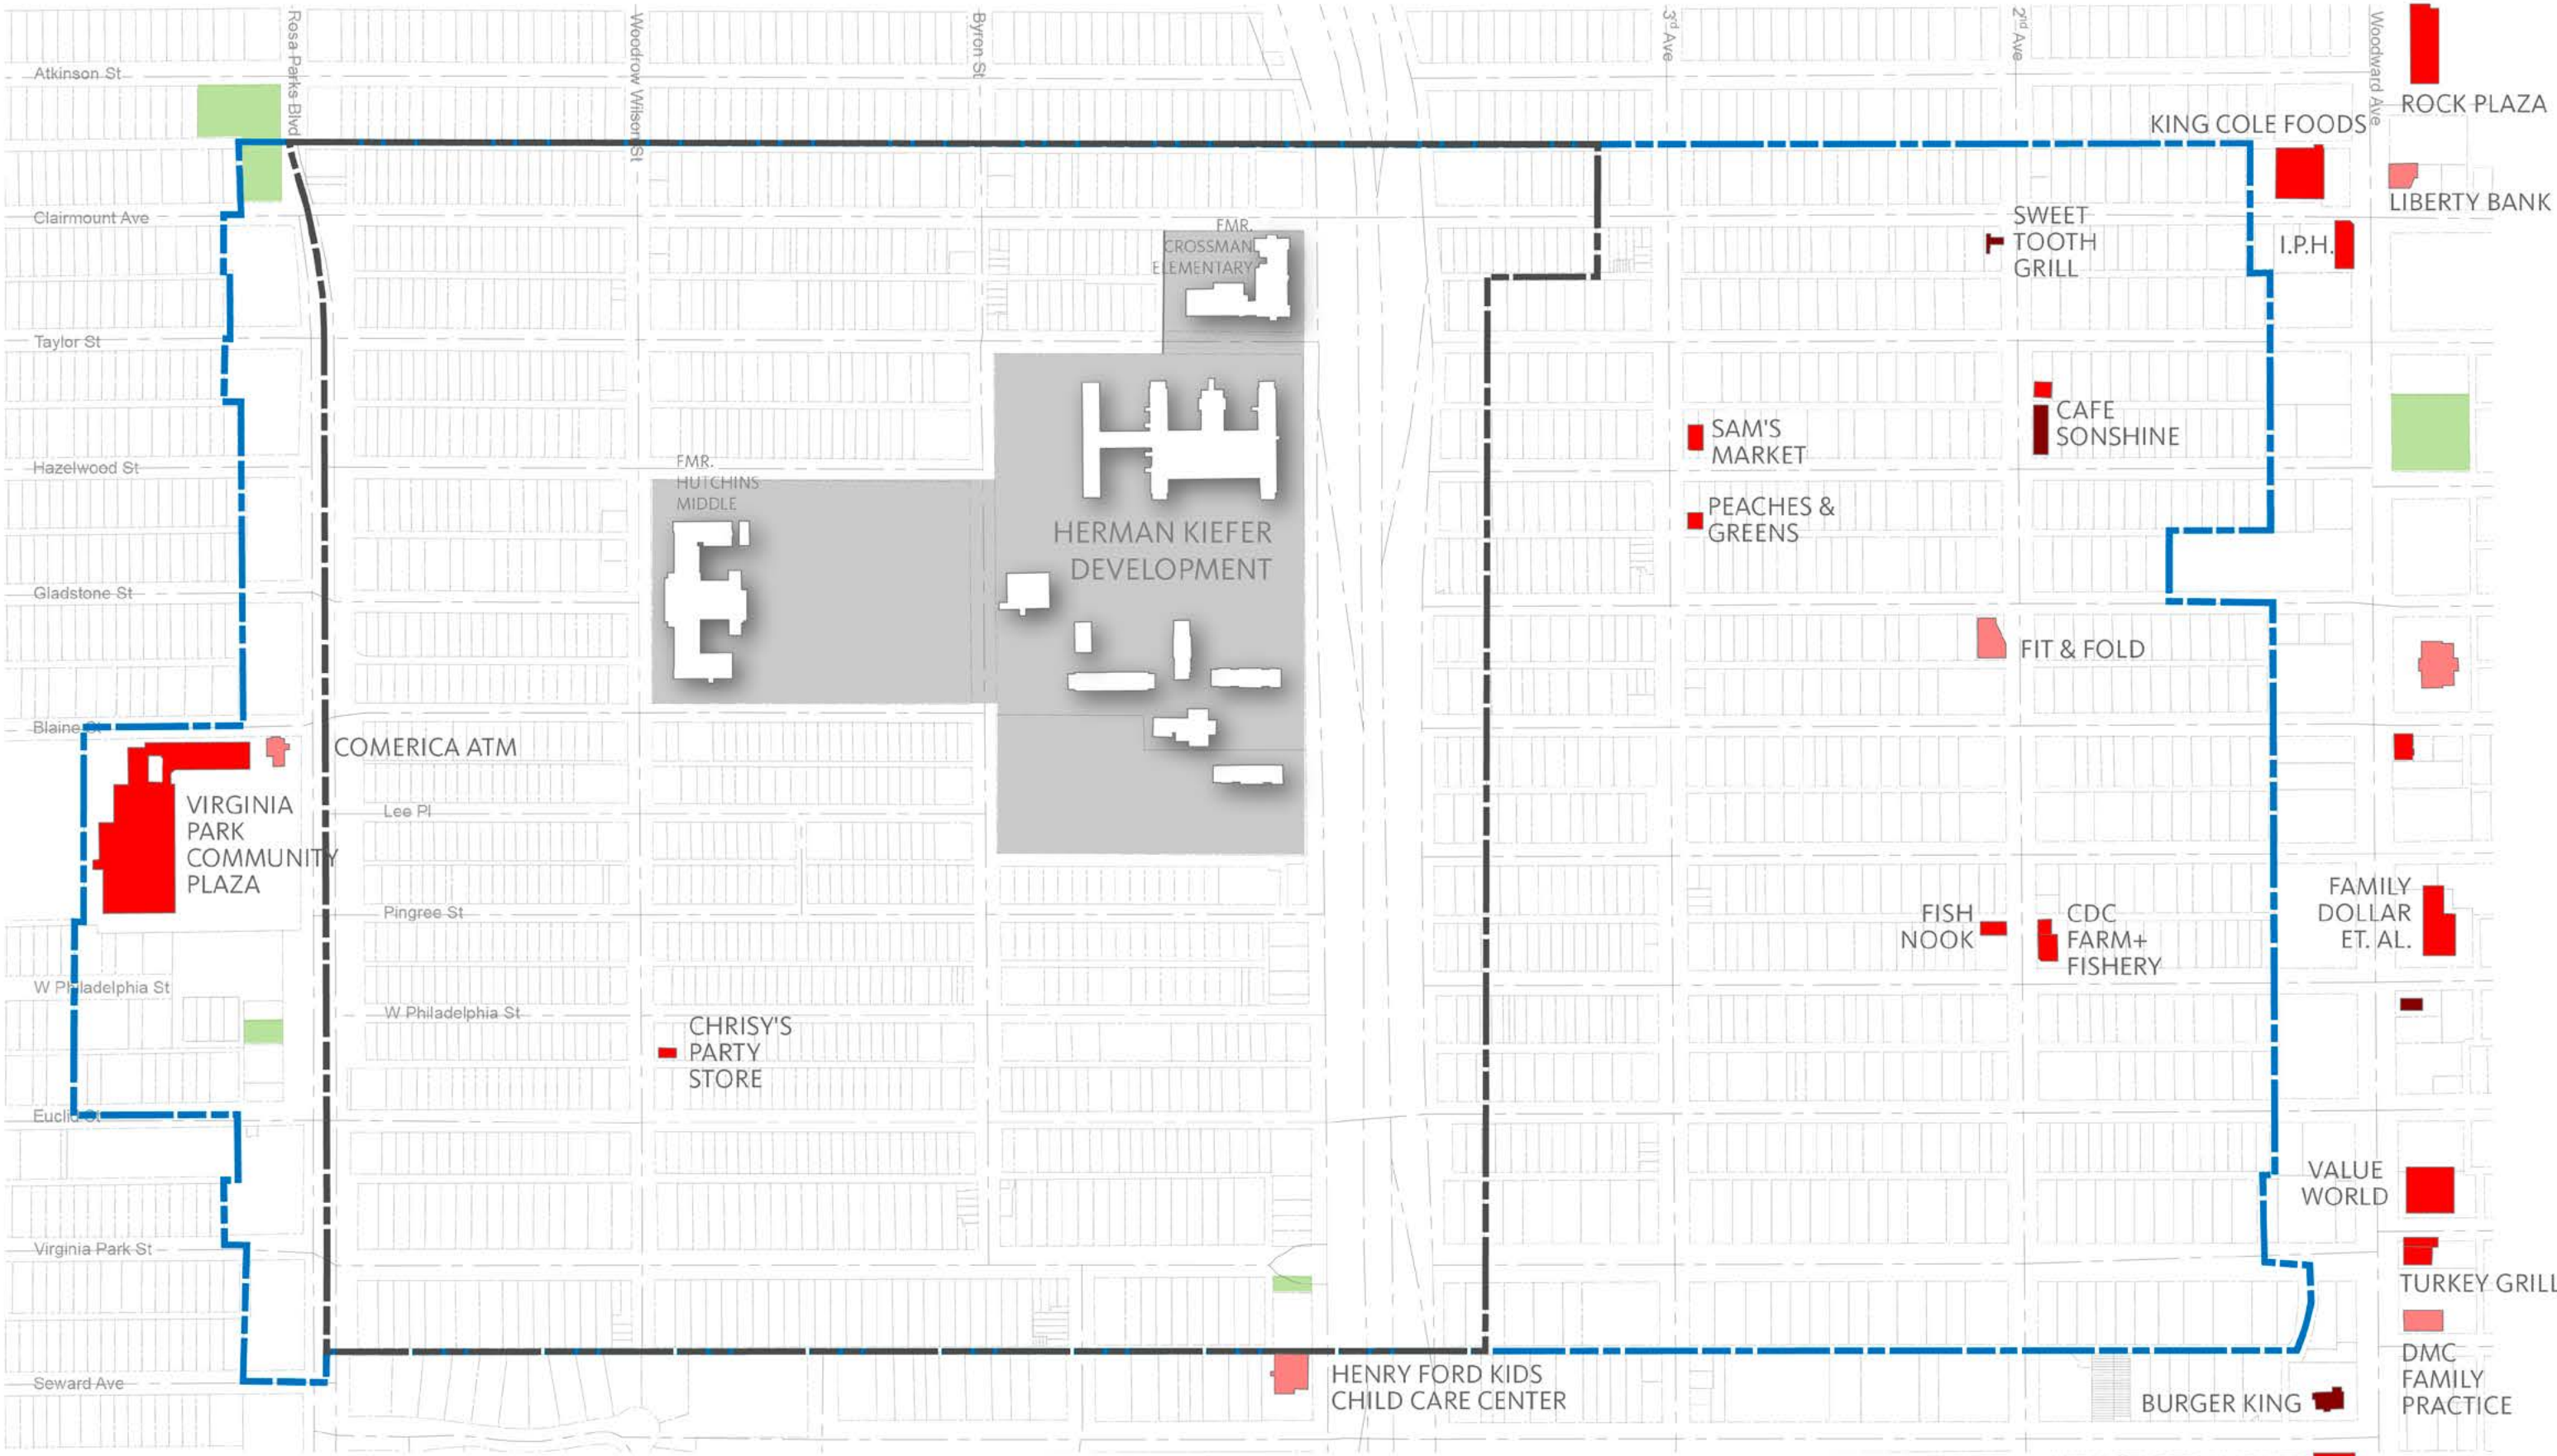 Rosa Parks Blvd
Woodrow Wilson St
Byron St
3rd Ave
2nd Ave
Woodward Ave
Atkinson St
ROCK PLAZA
KING COLE FOODS
LIBERTY BANK
Clairmount Ave
FMR.
CROSSMAN
ELEMENTARY
SWEET
TOOTH
GRILL
I.P.H.
Taylor St
CAFE
SONSHINE
SAM'S
MARKET
Hazelwood St
FMR.
HUTCHINS
MIDDLE
HERMAN KIEFER
DEVELOPMENT
PEACHES &
GREENS
Gladstone St
FIT & FOLD
Blaine St
COMERICA ATM
VIRGINIA
PARK
COMMUNITY
PLAZA
Lee Pl
Pingree St
FISH
NOOK
CDC
FARM+
FISHERY
FAMILY
DOLLAR
ET. AL.
W Philadelphia St
W Philadelphia St
CHRISY'S
PARTY
STORE
Euclid St
VALUE
WORLD
Virginia Park St
TURKEY GRILL
Seward Ave
HENRY FORD KIDS
CHILD CARE CENTER
BURGER KING
DMC
FAMILY
PRACTICE